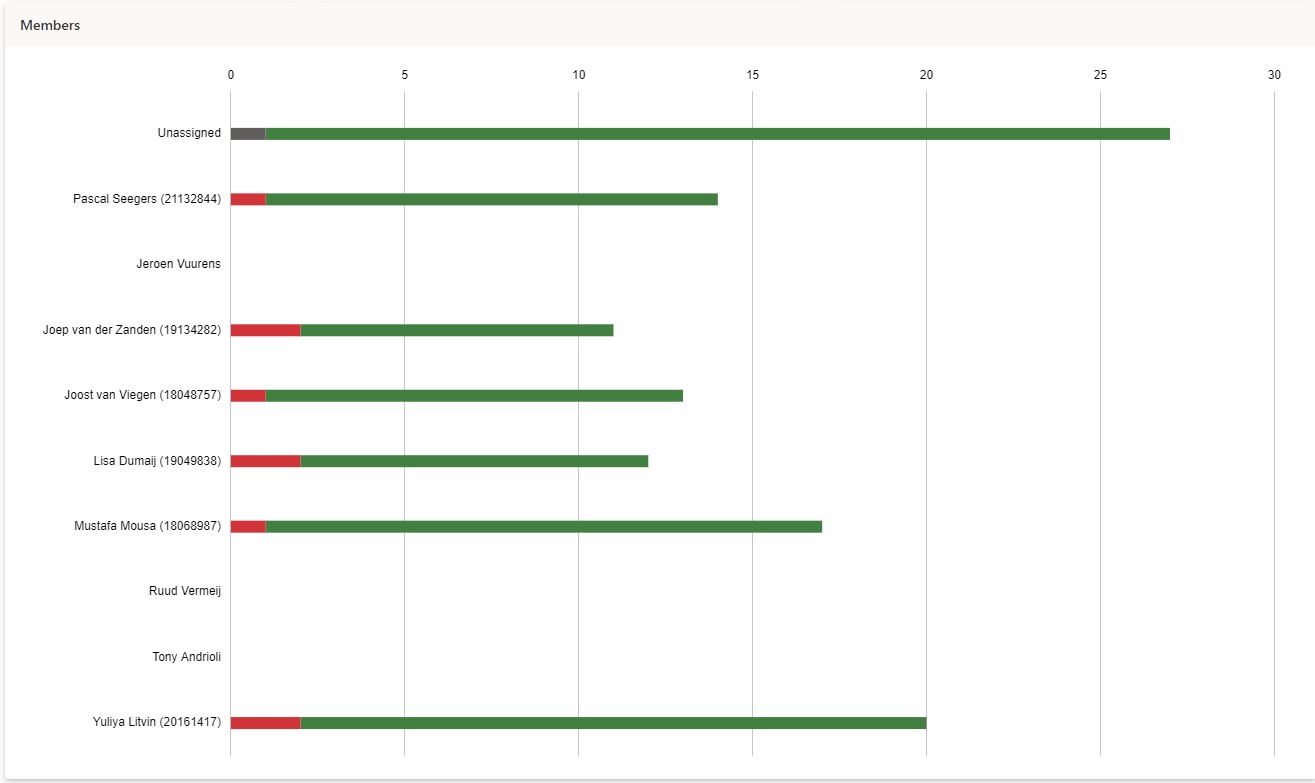 Members
0 5 10 15 20 25 30
Unassigned
Pascal Seegers (21132844)
Jeroen Vuurens
Joep van der Zanden (19134282)
Joost van Viegen (18048757)
Lisa Dumaij (19049838)
Mustafa Mousa (18068987)
Ruud Vermeij
Tony Andrioli
Yuliya Litvin (20161417)